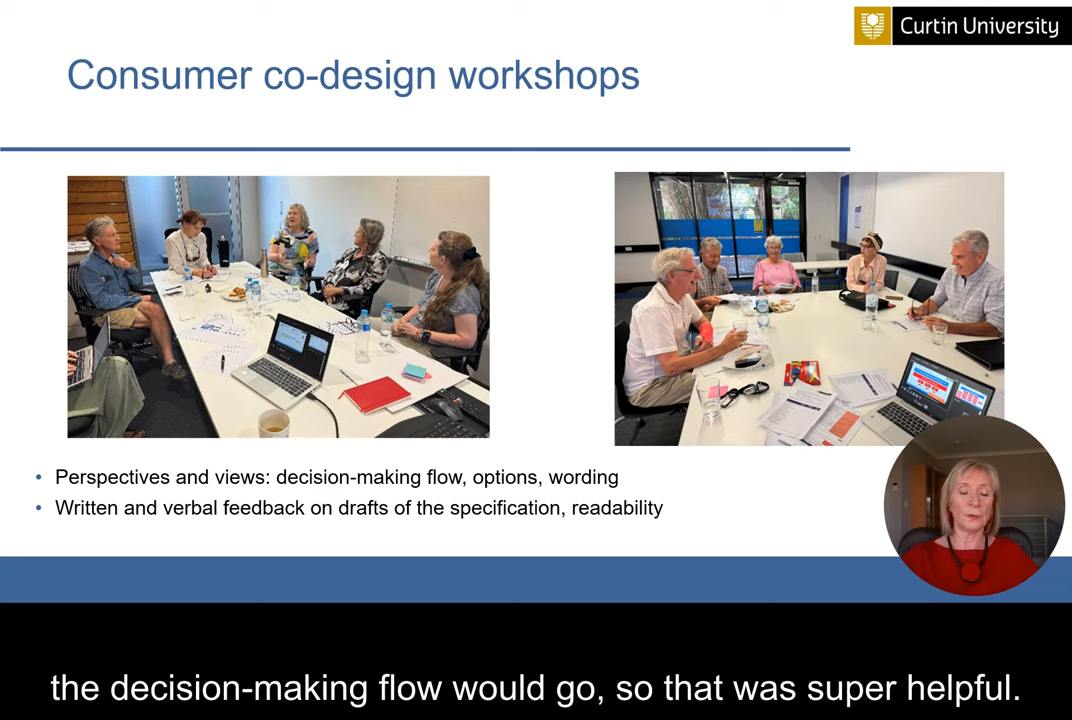 Curtin University
Consumer co-design workshops
• Perspectives and views: decision-making flow, options, wording
• Written and verbal feedback on drafts of the specification, readability
the decision-making flow would go, so that was super helpful.